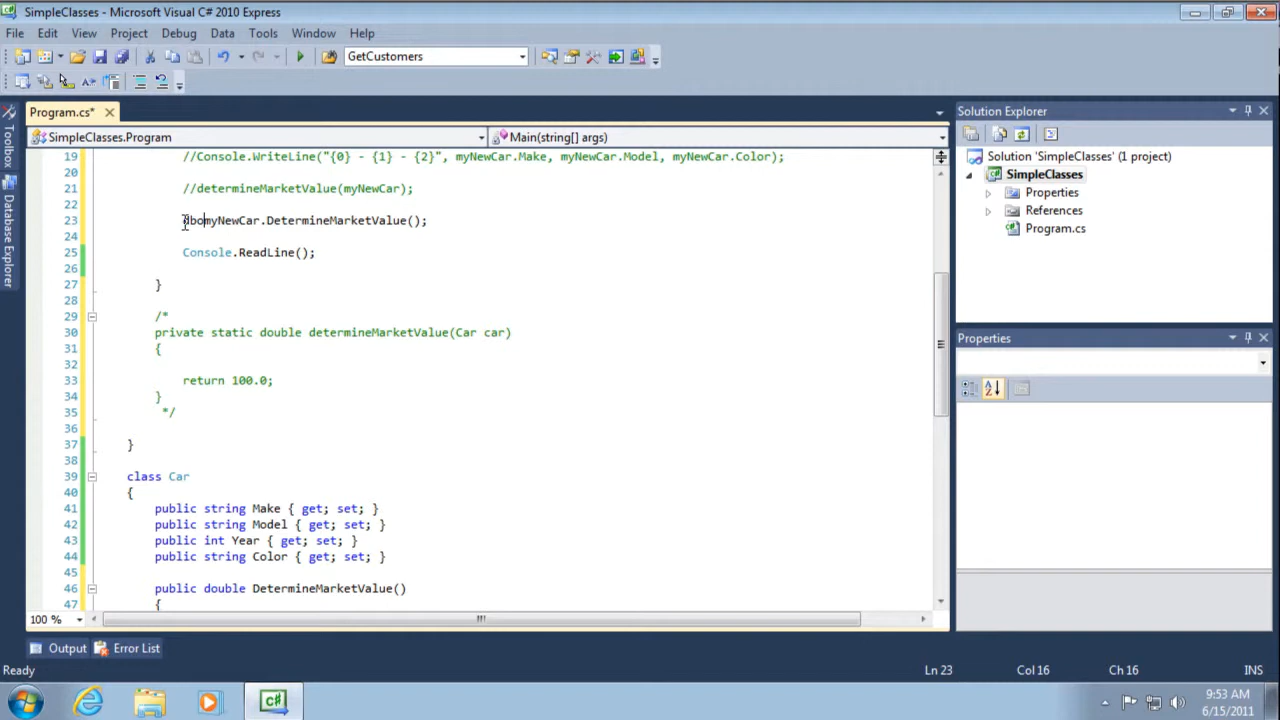 SimpleClasses - Microsoft Visual C# 2010 Express
File Edit View Project Debug Data Tools Window Help
GetCustomers
Program.cs*
SimpleClasses.Program
Main(string[] args)
19 //Console.WriteLine("{0} - {1} - {2}", myNewCar.Make, myNewCar.Model, myNewCar.Color);
20
21 //determineMarketValue(myNewCar);
22
23 dbomyNewCar.DetermineMarketValue();
24
25 Console.ReadLine();
26
27 }
28
29 /*
30 private static double determineMarketValue(Car car)
31 {
32
33 return 100.0;
34 }
35 */
36
37 }
38
39 class Car
40 {
41 public string Make { get; set; }
42 public string Model { get; set; }
43 public int Year { get; set; }
44 public string Color { get; set; }
45
46 public double DetermineMarketValue()
47 {
100 %
Toolbox
Database Explorer
Solution Explorer
Solution 'SimpleClasses' (1 project)
SimpleClasses
Properties
References
Program.cs
Properties
Output Error List
Ready
Ln 23 Col 16 Ch 16 INS
9:53 AM
6/15/2011